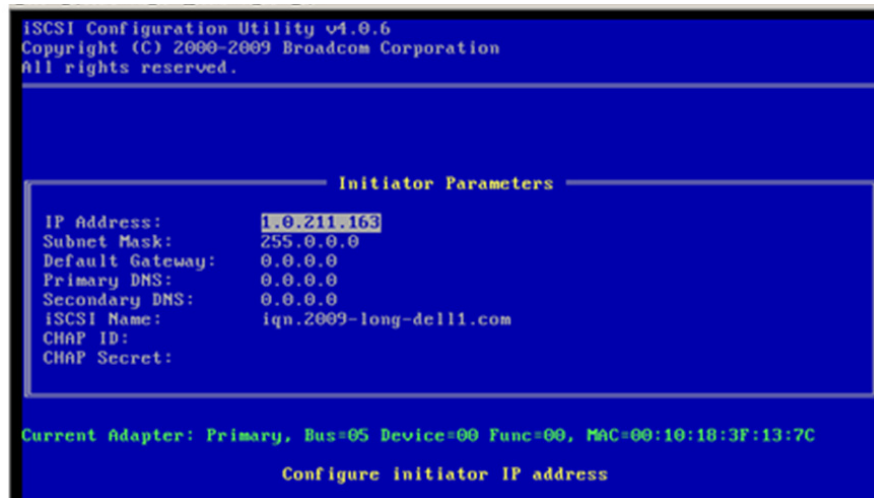 iSCSI Configuration Utility v4.0.6
Copyright (C) 2000-2009 Broadcom Corporation
All rights reserved.
Initiator Parameters
IP Address: 1.0.211.163
Subnet Mask: 255.0.0.0
Default Gateway: 0.0.0.0
Primary DNS: 0.0.0.0
Secondary DNS: 0.0.0.0
iSCSI Name: iqn.2009-long-dell1.com
CHAP ID:
CHAP Secret:
Current Adapter: Primary, Bus=05 Device=00 Func=00, MAC=00:10:18:3F:13:7C
Configure initiator IP address